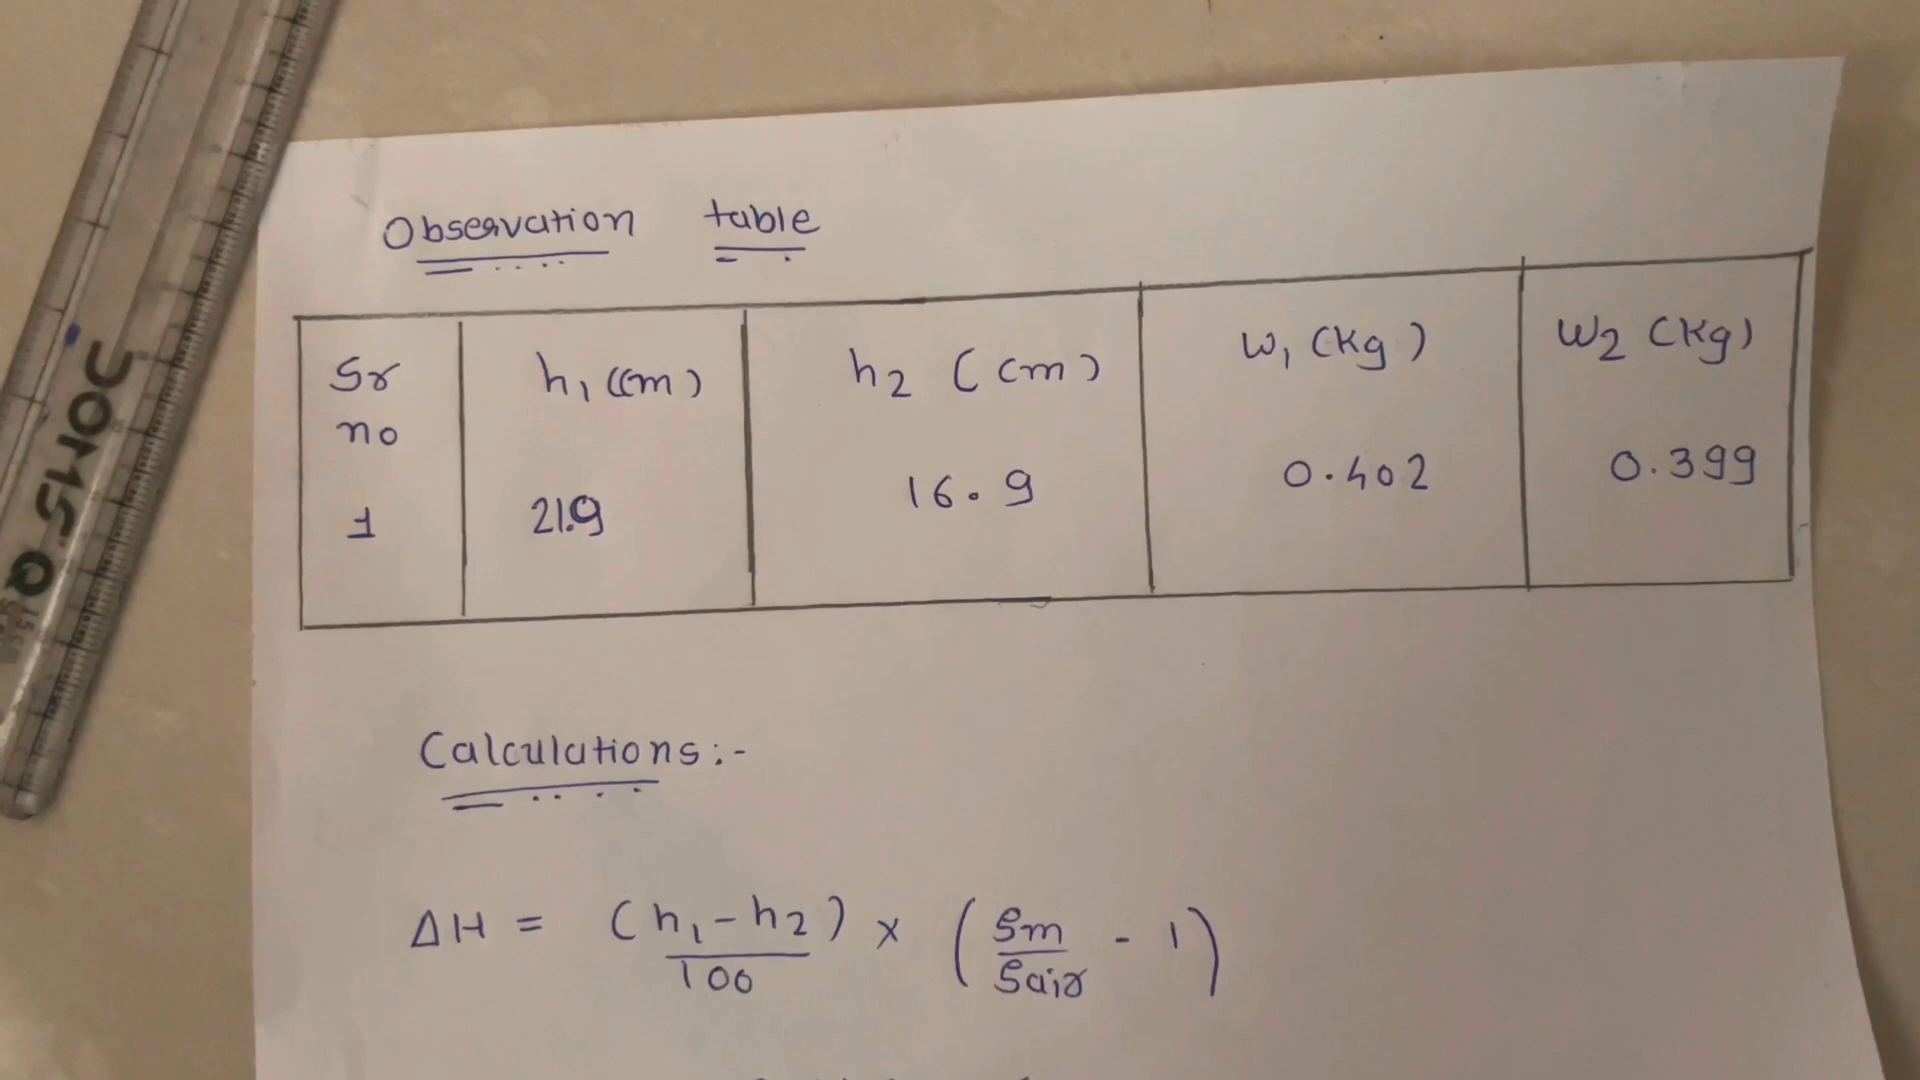 Observation table
Sr no h1 (cm) h2 (cm) w1 (kg) w2 (kg)
1 21.9 16.9 0.402 0.399
Calculations:-
ΔH = (h1-h2)/100 x (ρm/ρair - 1)
JOMS Q